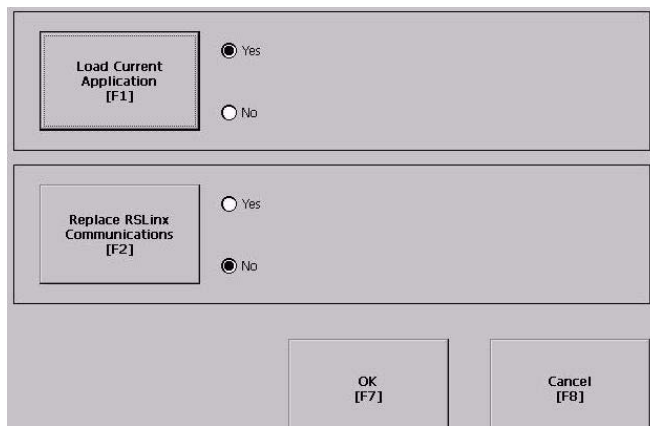 Load Current
Application
[F1]
Yes
No
Replace RSLinx
Communications
[F2]
Yes
No
OK
[F7]
Cancel
[F8]